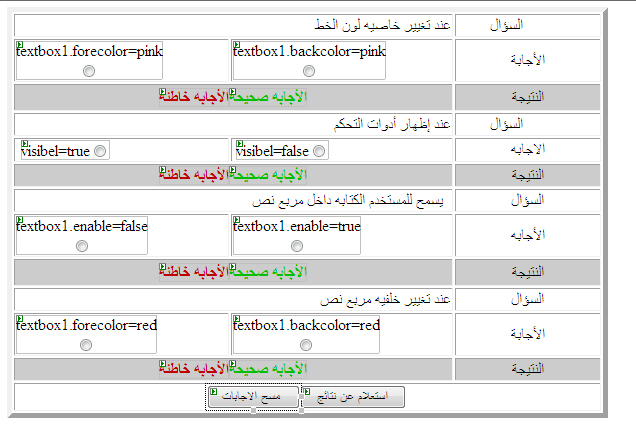 السؤال عند تغيير خاصيه لون الخط
الأجابة textbox1.backcolor=pink textbox1.forecolor=pink
النتيجة الأجابه صحيحة الأجابه خاطئة
السؤال عند إظهار أدوات التحكم
الاجابه visibel=false visibel=true
النتيجة الأجابه صحيحة الأجابه خاطئة
السؤال يسمح للمستخدم الكتابه داخل مربع نص
الأجابه textbox1.enable=true textbox1.enable=false
النتيجة الأجابه صحيحة الأجابه خاطئة
السؤال عند تغيير خلفيه مربع نص
الأجابة textbox1.backcolor=red textbox1.forecolor=red
النتيجة الأجابه صحيحة الأجابه خاطئة
استعلام عن نتائج مسح الاجابات